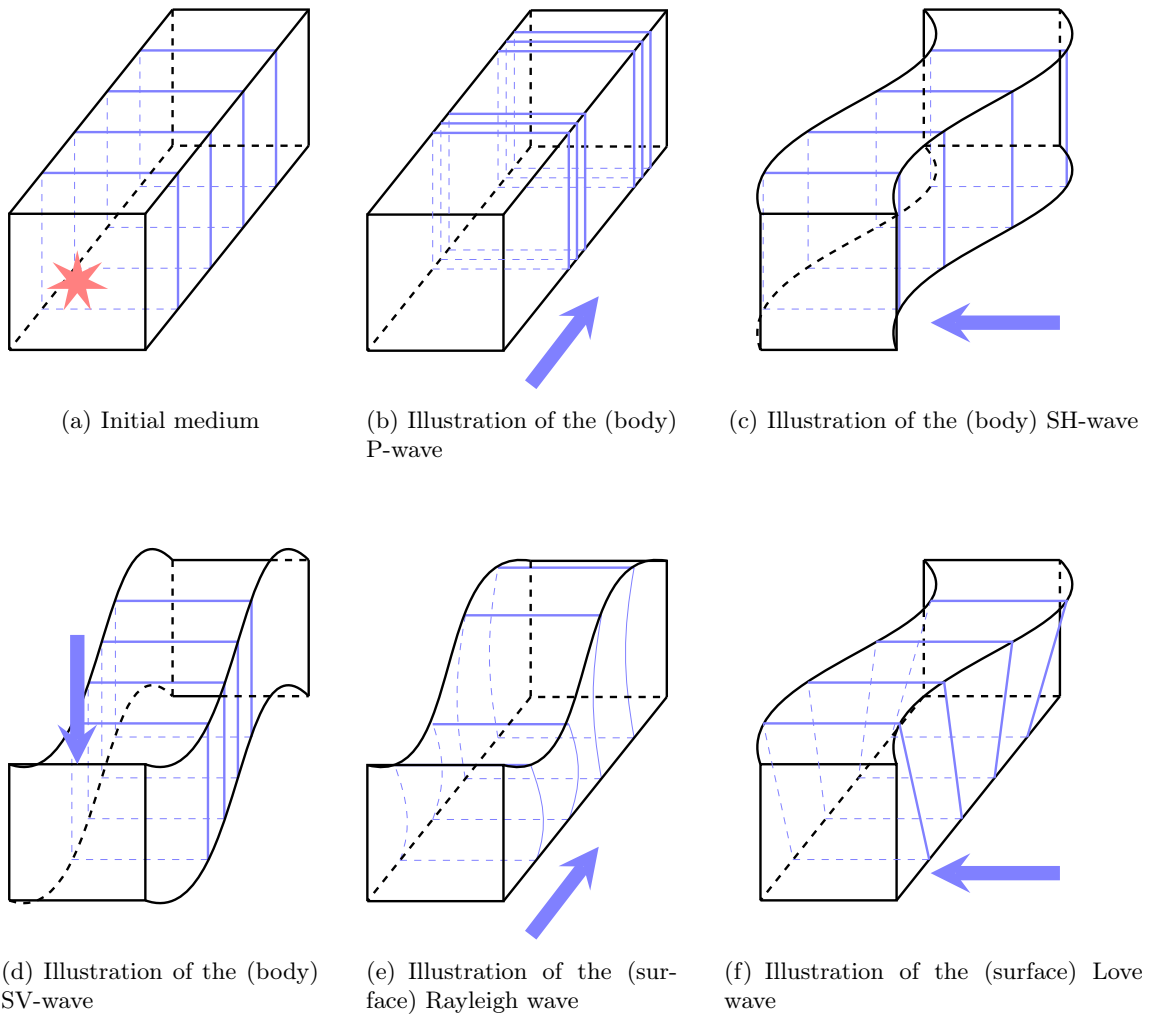 (a) Initial medium
(b) Illustration of the (body)
P-wave
(c) Illustration of the (body) SH-wave
(d) Illustration of the (body)
SV-wave
(e) Illustration of the (sur-
face) Rayleigh wave
(f) Illustration of the (surface) Love
wave